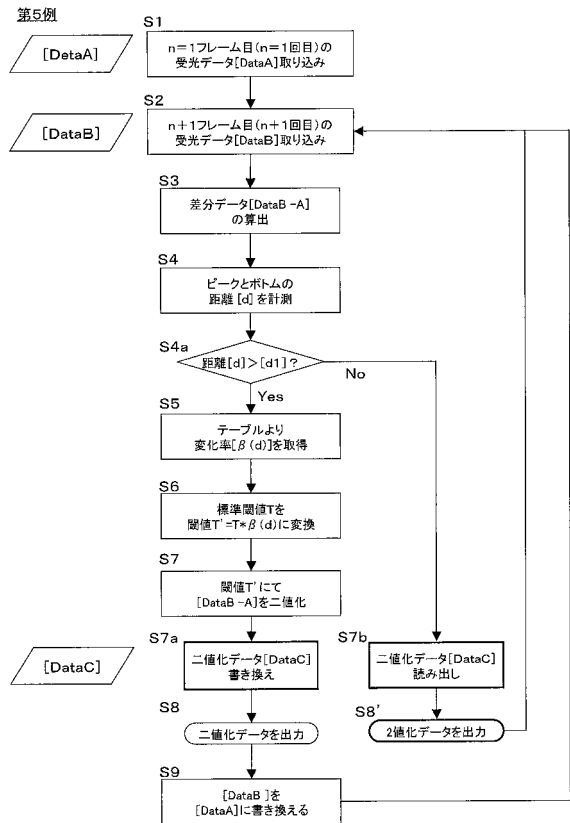 第5例
S1
[DetaA]
n=1フレーム目(n=1回目)の
受光データ[DataA]取り込み
S2
[DataB]
n+1フレーム目(n+1回目)の
受光データ[DataB]取り込み
S3
差分データ[DataB-A]
の算出
S4
ピークとボトムの
距離[d]を計測
S4a
距離[d]>[d1]?
No
Yes
S5
テーブルより
変化率[β(d)]を取得
S6
標準閾値Tを
閾値T'=T*β(d)に変換
S7
閾値T'にて
[DataB-A]を二値化
S7a
[DataC]
二値化データ[DataC]
書き換え
S7b
二値化データ[DataC]
読み出し
S8
二値化データを出力
S8'
2値化データを出力
S9
[DataB]を
[DataA]に書き換える